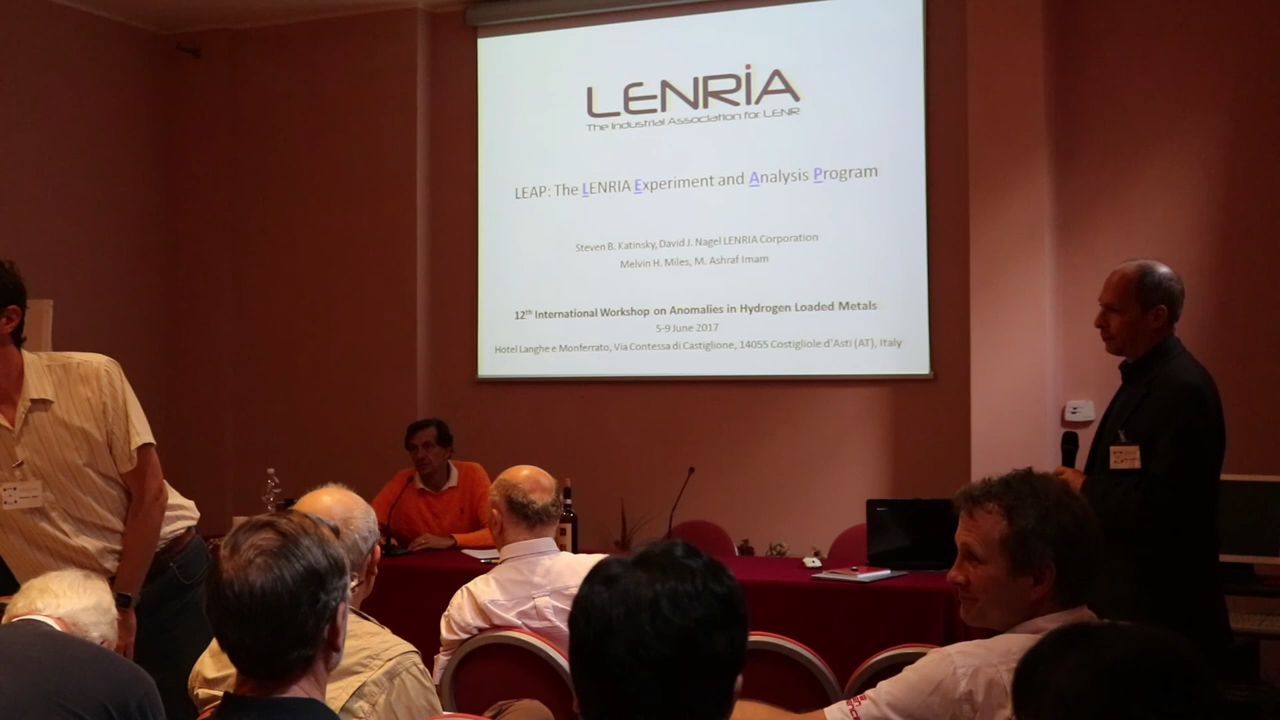 LENRIA
The Industrial Association for LENR
LEAP: The LENRIA Experiment and Analysis Program
Steven B. Katinsky, David J. Nagel LENRIA Corporation
Melvin H. Miles, M. Ashraf Imam
12th International Workshop on Anomalies in Hydrogen Loaded Metals
5-9 June 2017
Hotel Langhe e Monferrato, Via Contessa di Castiglione, 14055 Costigliole d'Asti (AT), Italy